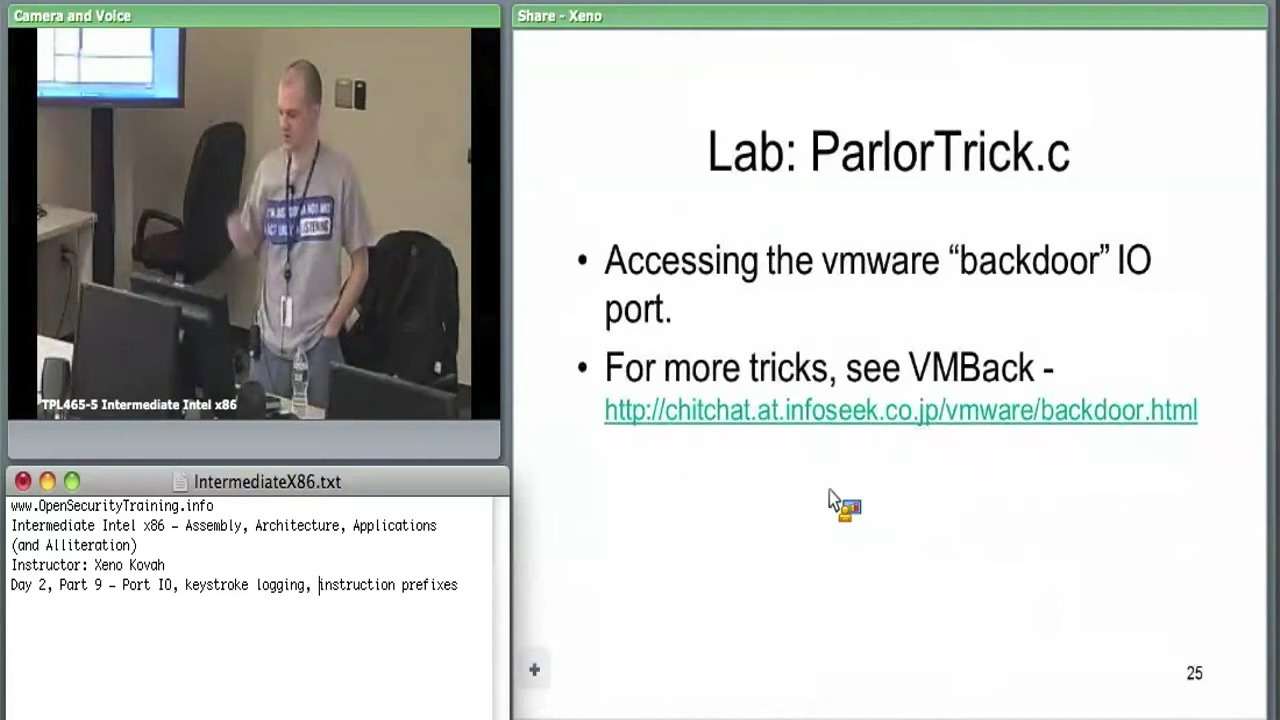 Camera and Voice
TPL465-5 Intermediate Intel x86
IntermediateX86.txt
www.OpenSecurityTraining.info
Intermediate Intel x86 – Assembly, Architecture, Applications
(and Alliteration)
Instructor: Xeno Kovah
Day 2, Part 9 – Port IO, keystroke logging, instruction prefixes
Share - Xeno
Lab: ParlorTrick.c
• Accessing the vmware “backdoor” IO
port.
• For more tricks, see VMBack -
http://chitchat.at.infoseek.co.jp/vmware/backdoor.html
25